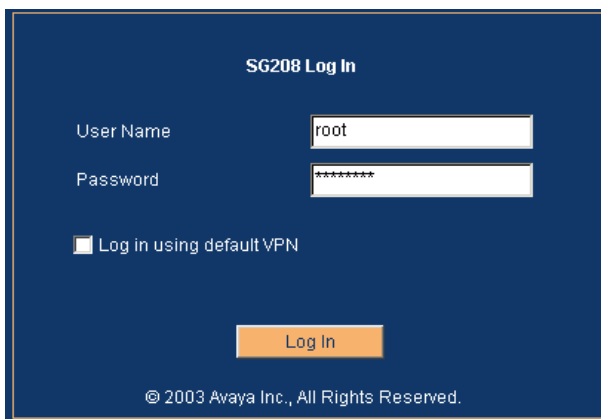 SG208 Log In
User Name root
Password ********
Log in using default VPN
Log In
© 2003 Avaya Inc., All Rights Reserved.